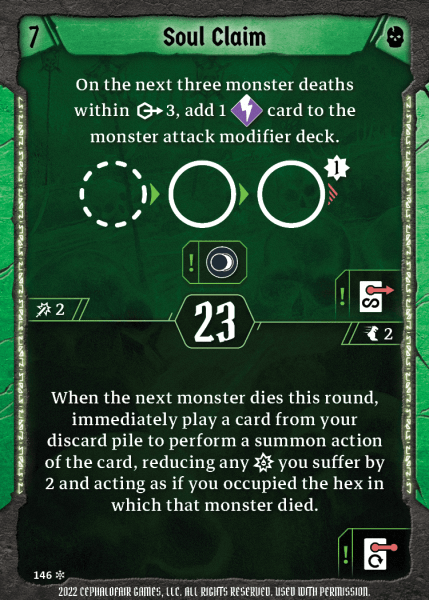 7
Soul Claim
On the next three monster deaths
within 3, add 1 card to the
monster attack modifier deck.
1
!
!
S
2
23
2
When the next monster dies this round,
immediately play a card from your
discard pile to perform a summon action
of the card, reducing any you suffer by
2 and acting as if you occupied the hex in
which that monster died.
!
146
2022 CEPHALOFAIR GAMES, LLC. ALL RIGHTS RESERVED. USED WITH PERMISSION.